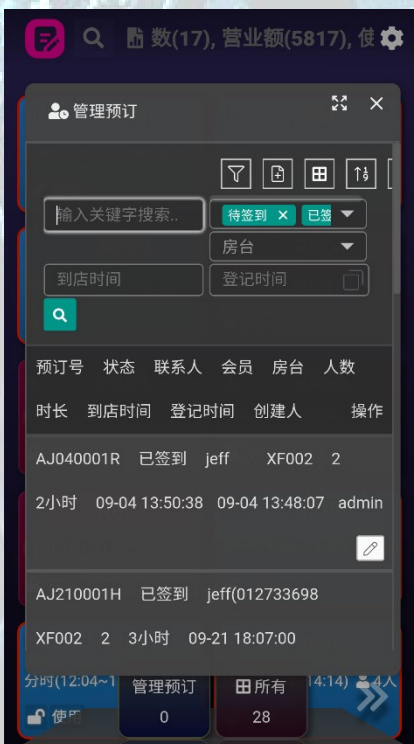 数(17), 营业额(5817), 使
管理预订
输入关键字搜索..
待签到 × 已签
房台
到店时间 登记时间
预订号 状态 联系人 会员 房台 人数
时长 到店时间 登记时间 创建人 操作
AJ040001R 已签到 jeff XF002 2
2小时 09-04 13:50:38 09-04 13:48:07 admin
AJ210001H 已签到 jeff(012733698
XF002 2 3小时 09-21 18:07:00
分时(12:04~1 管理预订 所有 14:14) 4人
使用 0 28